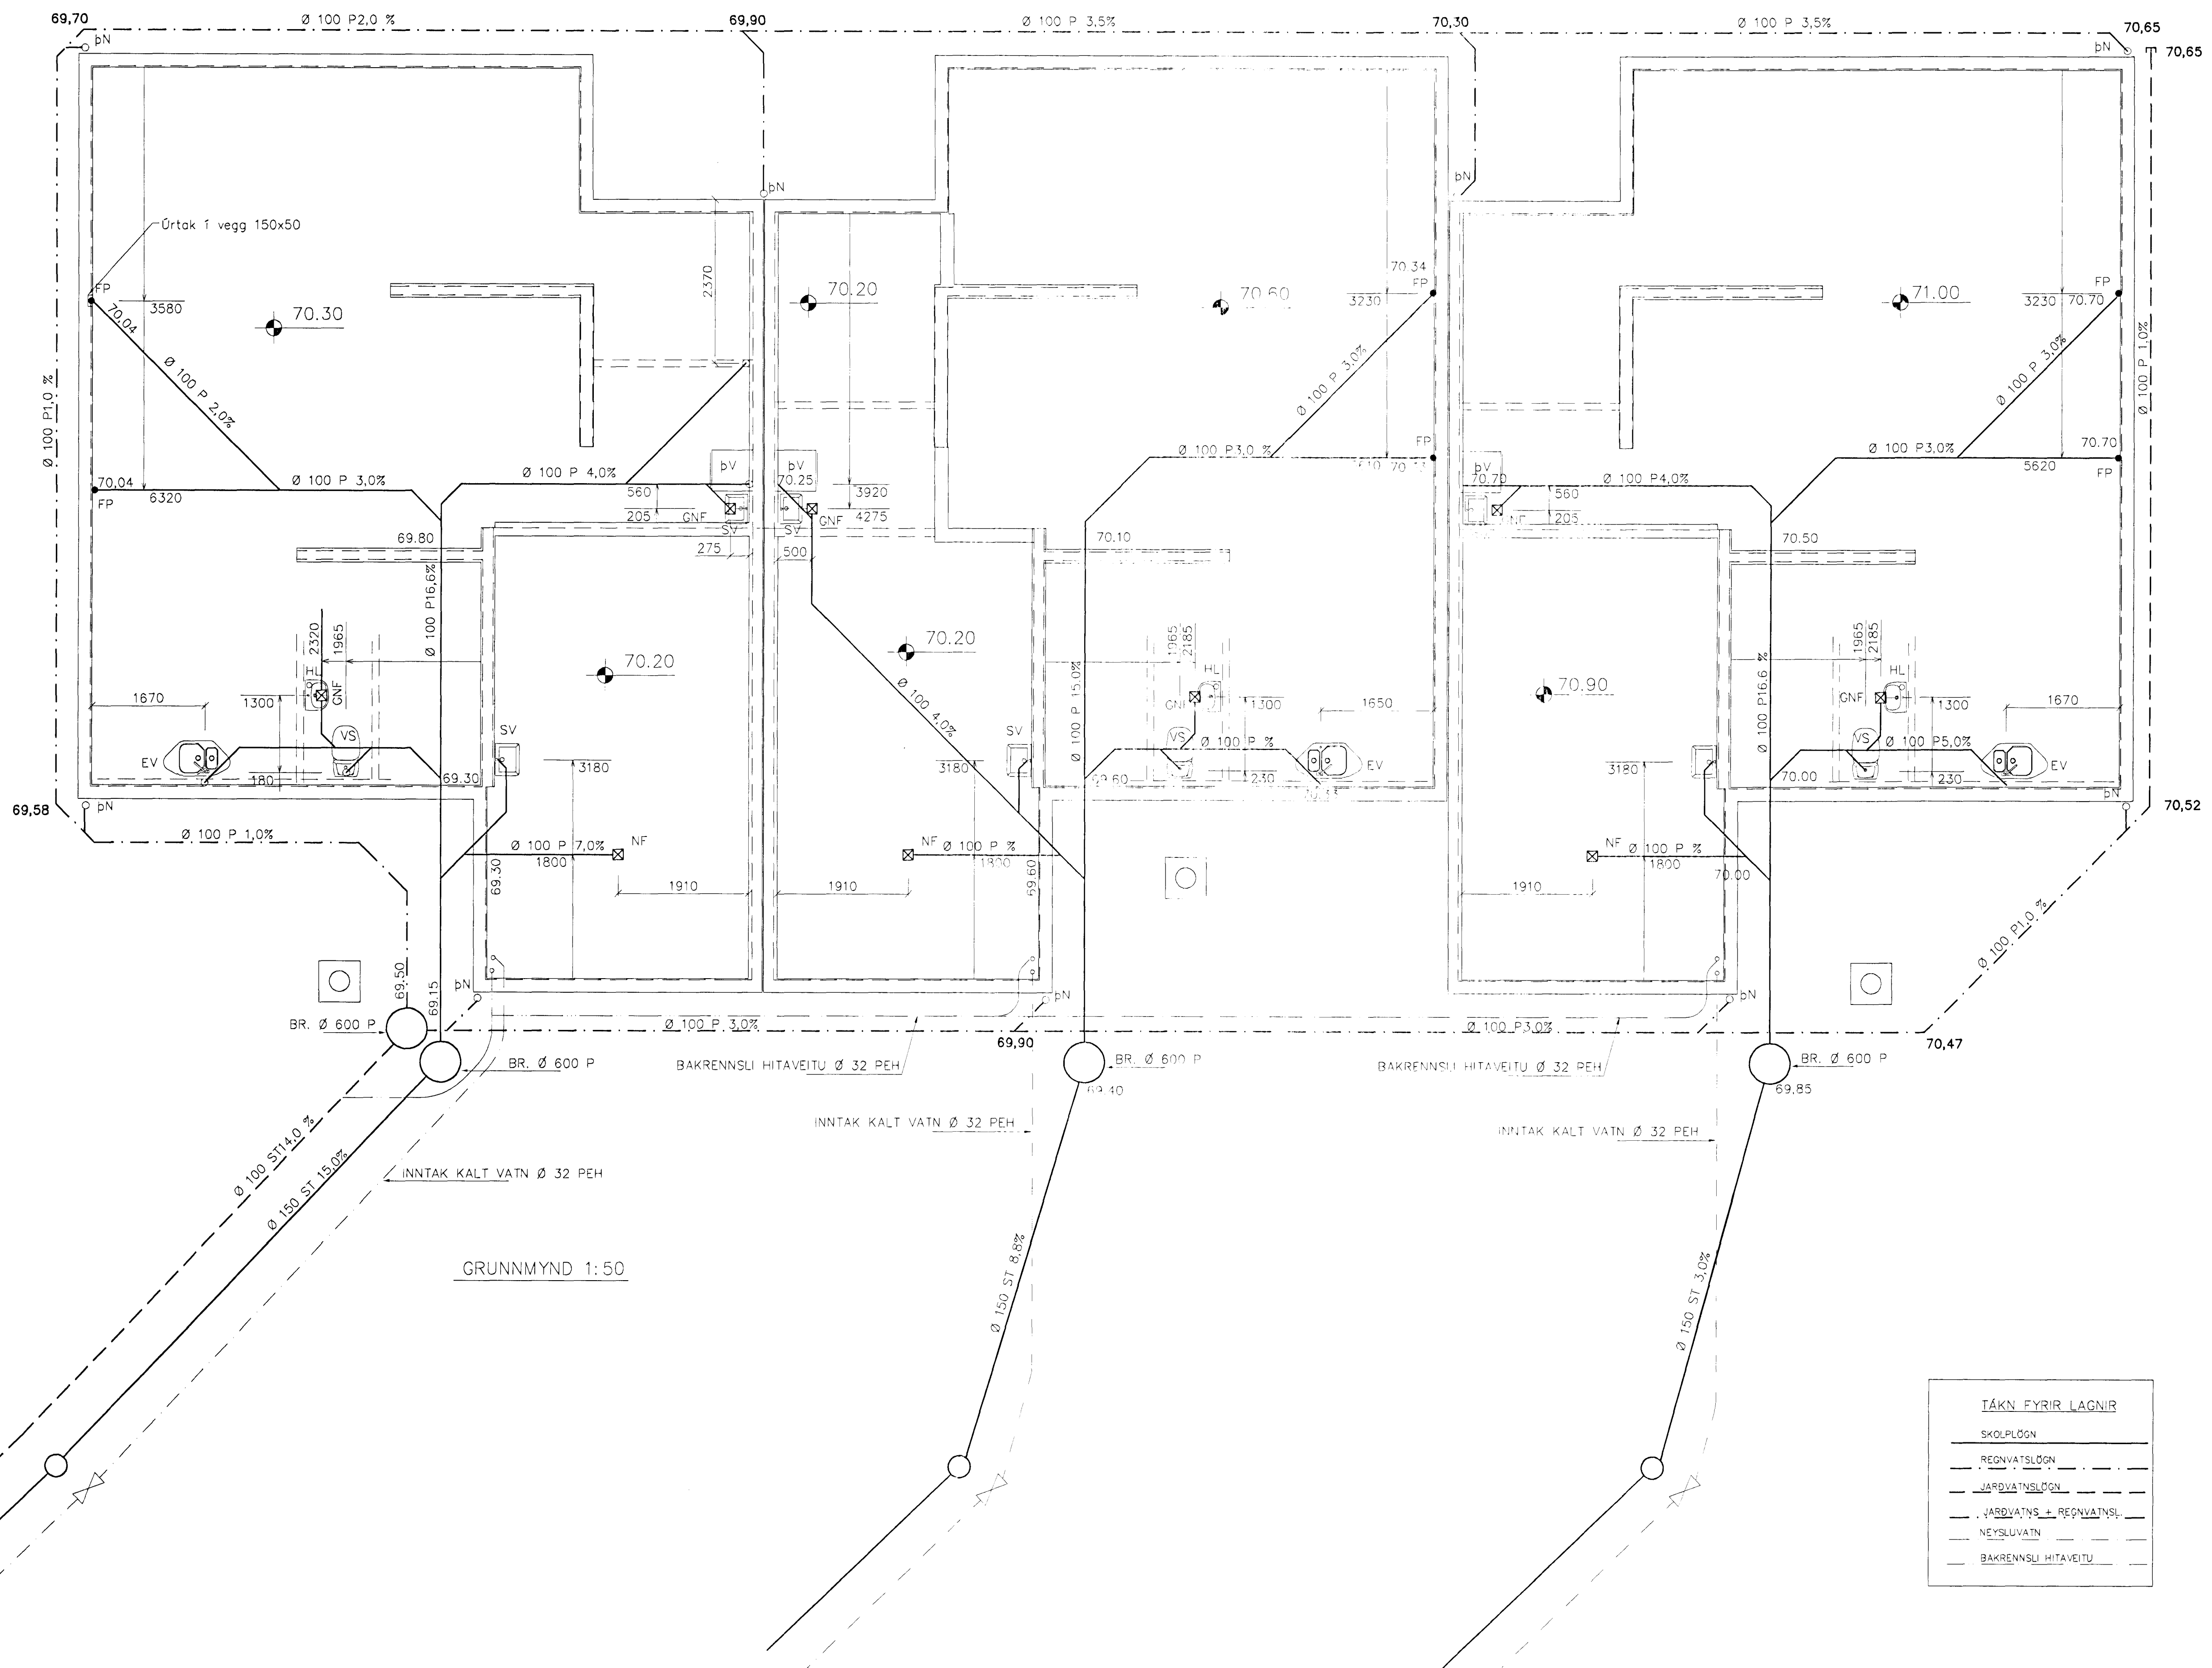 69,70
Ø 100 P2,0 %
69,90
Ø 100 P 3,5%
70,30
Ø 100 P 3,5%
70,65
þN
þN
70,65
þN
þN
Úrtak í vegg 150x50
2370
FP
70.04
3580
70.30
70.20
70.60
70.34
FP
3230
71.00
FP
3230 70.70
Ø 100 P1,0 %
Ø 100 P 2,0%
Ø 100 P 3,0%
Ø 100 P 3,0%
Ø 100 P 1,0%
70,04
FP
6320
Ø 100 P 3,0%
Ø 100 P 4,0%
þV
þV
70.25
3920
4275
560
205
GNF
SV
SV
GNF
275
500
Ø 100 P3,0 %
FP
þV
70.70
Ø 100 P4,0%
560
205
Ø 100 P3,0%
70.70
5620
FP
69.80
Ø 100 P16,6%
70.10
70.50
2320
1965
HL
GNF
1300
1670
VS
EV
180
69.30
SV
3180
70.20
70.20
Ø 100 4,0%
SV
3180
Ø 100 P 15.0%
1965
2185
HL
1300
1650
VS
Ø 100 P %
EV
69.60
230
70.90
3180
Ø 100 P16.6 %
1965
2185
HL
GNF
1300
1670
VS
Ø 100 P5,0%
EV
70.00
230
69,58
þN
Ø 100 P 1,0%
þN
70,52
Ø 100 P 7,0%
1800
NF
69.30
1910
1910
NF
Ø 100 P %
1800
69.60
NF
Ø 100 P %
1800
70.00
1910
Ø 100 P1,0 %
69.50
69.15
þN
þN
þN
BR. Ø 600 P
Ø 100 P 3,0%
69,90
Ø 100 P3,0%
70,47
BR. Ø 600 P
BAKRENNSLI HITAVEITU Ø 32 PEH
BR. Ø 600 P
69.40
BAKRENNSLI HITAVEITU Ø 32 PEH
BR. Ø 600 P
69,85
INNTAK KALT VATN Ø 32 PEH
INNTAK KALT VATN Ø 32 PEH
Ø 100 ST14,0 %
Ø 150 ST 15,0%
INNTAK KALT VATN Ø 32 PEH
Ø 150 ST 8,8%
Ø 150 ST 3,0%
GRUNNMYND 1:50
TÁKN FYRIR LAGNIR
SKOLPLÖGN
REGNVATSLÖGN
JARÐVATNSLÖGN
JARÐVATNS + REGNVATNSL.
NEYSLUVATN
BAKRENNSLI HITAVEITU